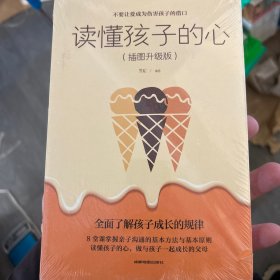 不要让爱成为伤害孩子的借口
读懂孩子的心
（插图升级版）
全面了解孩子成长的规律
8堂课掌握亲子沟通的基本方法与基本原则
读懂孩子的心，做与孩子一起成长的父母